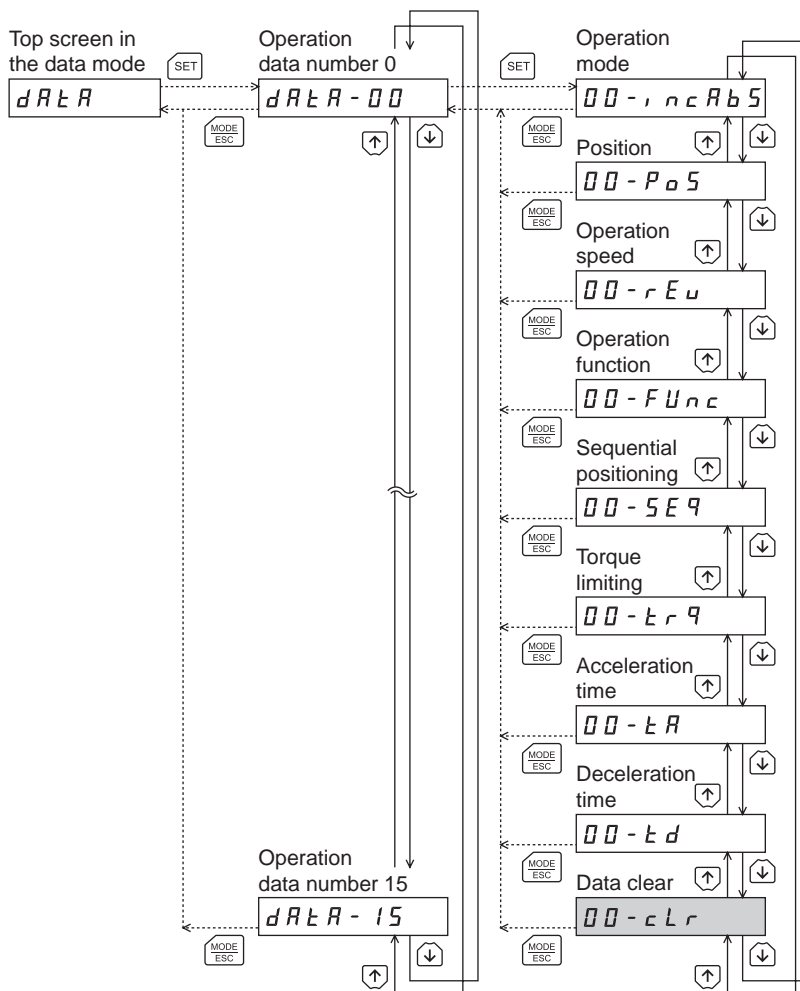 Top screen in
the data mode
dAtA
SET
MODE
ESC
Operation
data number 0
dAtA-00
↑
↓
SET
MODE
ESC
Operation
mode
00-incAbS
↑
↓
Position
00-PoS
MODE
ESC
↑
↓
Operation
speed
00-rEv
MODE
ESC
↑
↓
Operation
function
00-FUnc
MODE
ESC
↑
↓
Sequential
positioning
00-SEq
MODE
ESC
↑
↓
Torque
limiting
00-trq
MODE
ESC
↑
↓
Acceleration
time
00-tA
MODE
ESC
↑
↓
Deceleration
time
00-td
MODE
ESC
↑
↓
Operation
data number 15
dAtA-15
MODE
ESC
↑
↓
Data clear
00-cLr
MODE
ESC
↑
↓